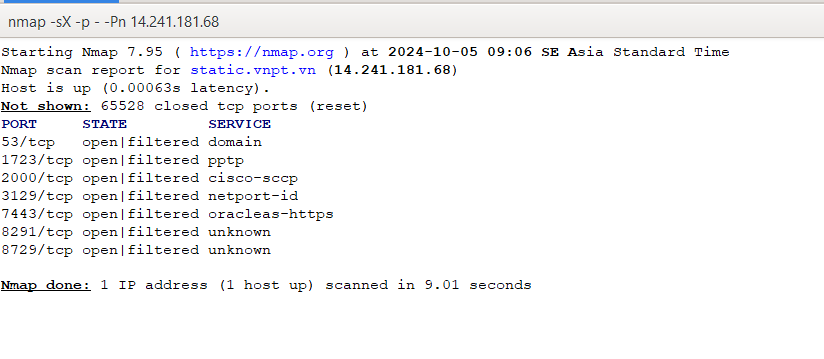 nmap -sX -p - -Pn 14.241.181.68
Starting Nmap 7.95 ( https://nmap.org ) at 2024-10-05 09:06 SE Asia Standard Time
Nmap scan report for static.vnpt.vn (14.241.181.68)
Host is up (0.00063s latency).
Not shown: 65528 closed tcp ports (reset)
PORT     STATE         SERVICE
53/tcp   open|filtered domain
1723/tcp open|filtered pptp
2000/tcp open|filtered cisco-sccp
3129/tcp open|filtered netport-id
7443/tcp open|filtered oracleas-https
8291/tcp open|filtered unknown
8729/tcp open|filtered unknown
Nmap done: 1 IP address (1 host up) scanned in 9.01 seconds